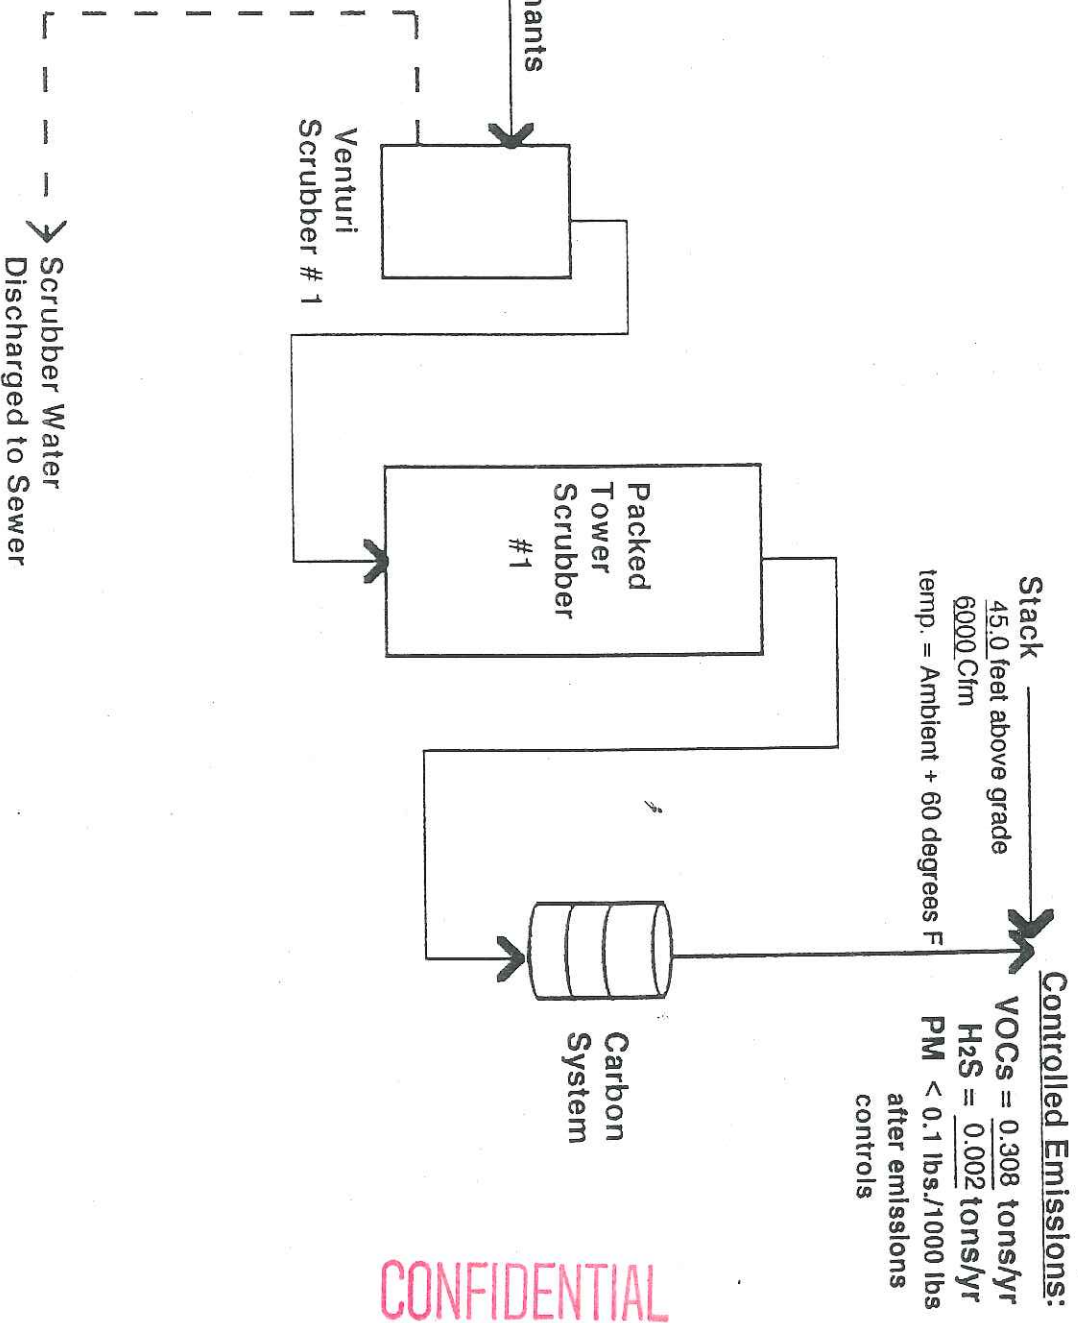 Stack
45.0 feet above grade
6000 Cfm
temp. = Ambient + 60 degrees F
Controlled Emissions:
VOCs = 0.308 tons/yr
H2S = 0.002 tons/yr
PM < 0.1 lbs./1000 lbs
after emissions
controls
Venturi
Scrubber # 1
Packed
Tower
Scrubber
#1
Carbon
System
Scrubber Water
Discharged to Sewer
CONFIDENTIAL